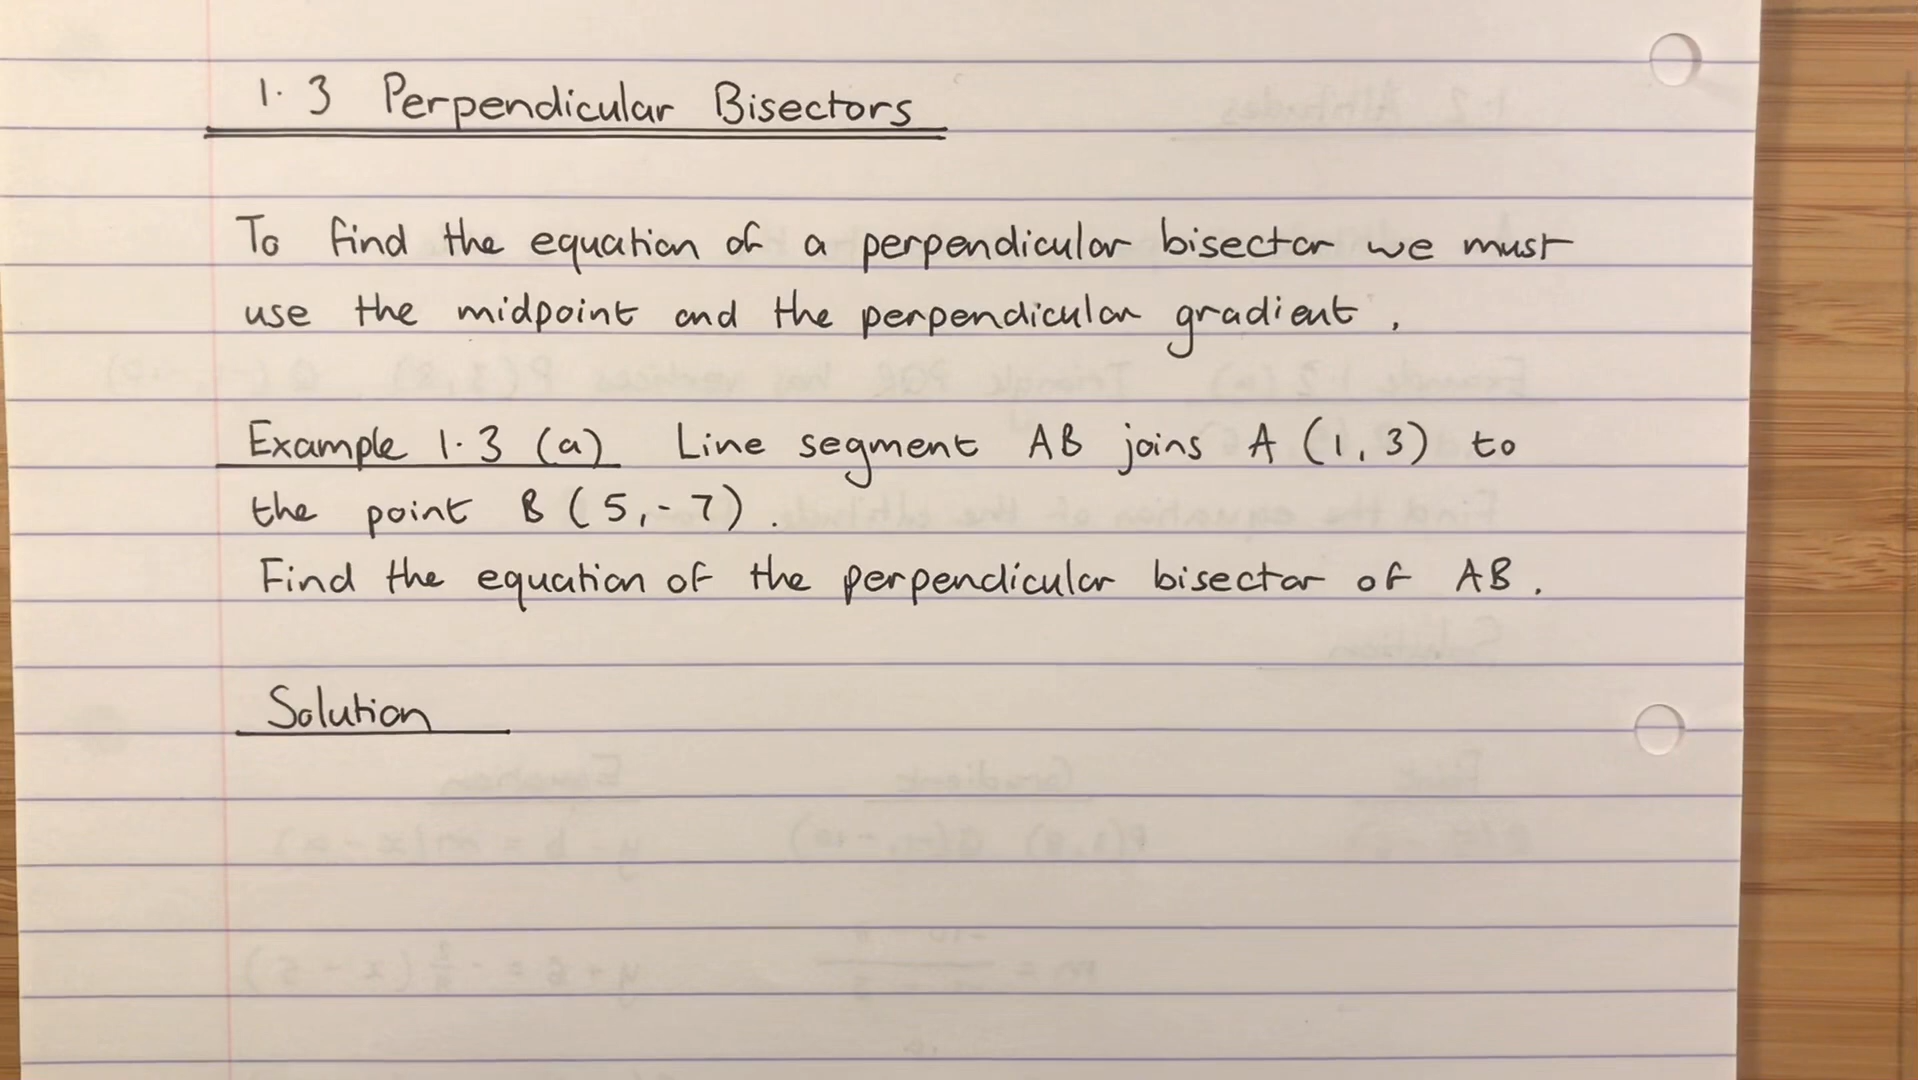 1.3 Perpendicular Bisectors
To find the equation of a perpendicular bisector we must
use the midpoint and the perpendicular gradient.
Example 1.3 (a) Line segment AB joins A (1, 3) to
the point B (5, -7).
Find the equation of the perpendicular bisector of AB.
Solution